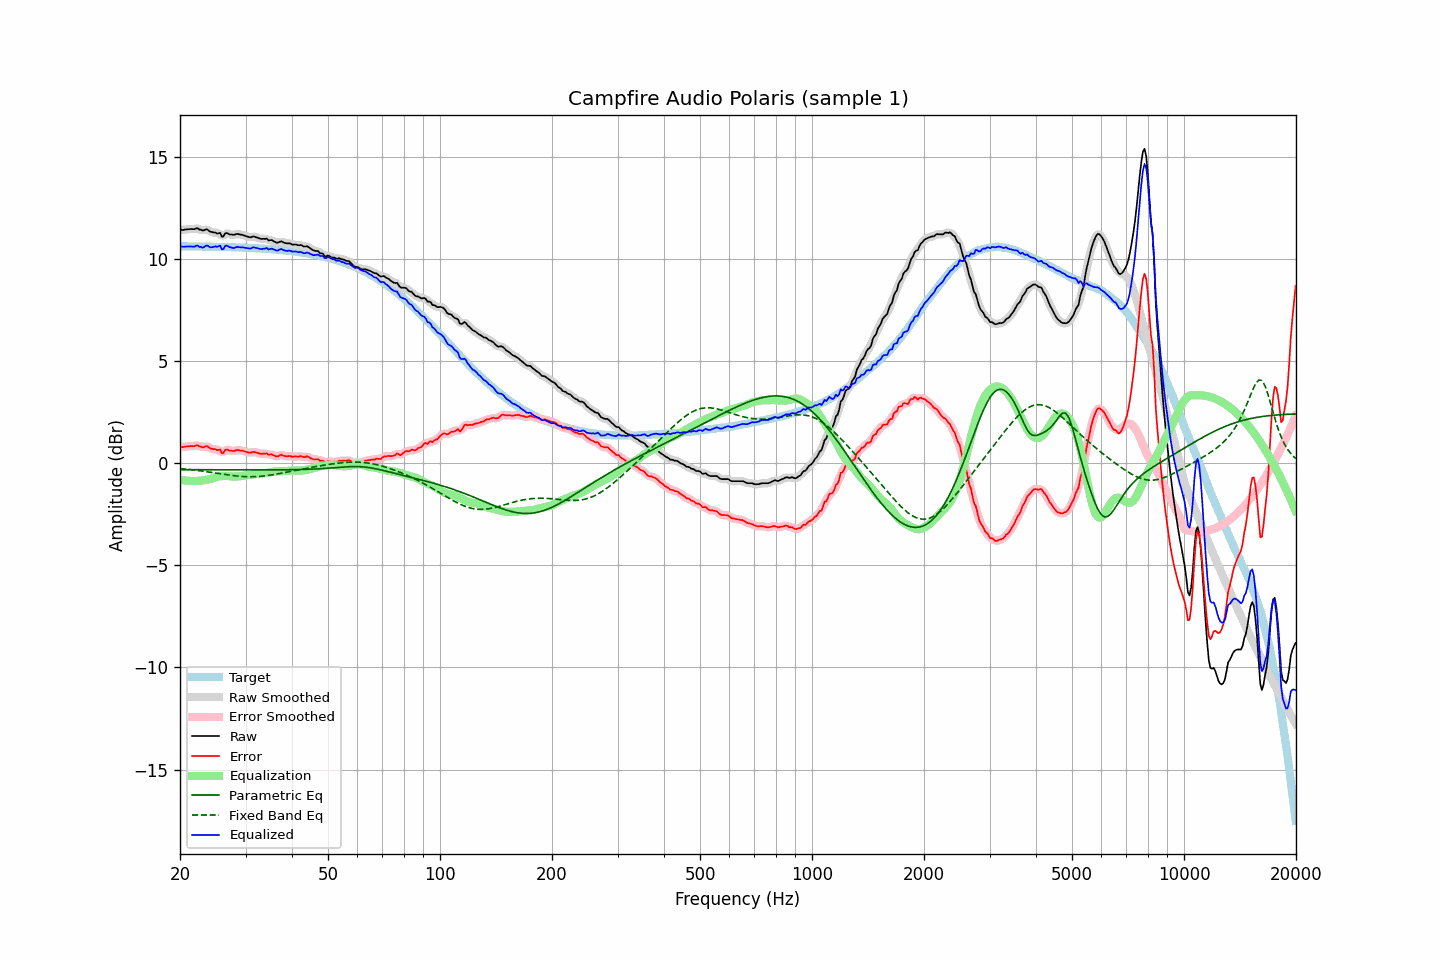 Campfire Audio Polaris (sample 1)
Amplitude (dBr)
15
10
5
0
−5
−10
−15
Target
Raw Smoothed
Error Smoothed
Raw
Error
Equalization
Parametric Eq
Fixed Band Eq
Equalized
20 50 100 200 500 1000 2000 5000 10000 20000
Frequency (Hz)